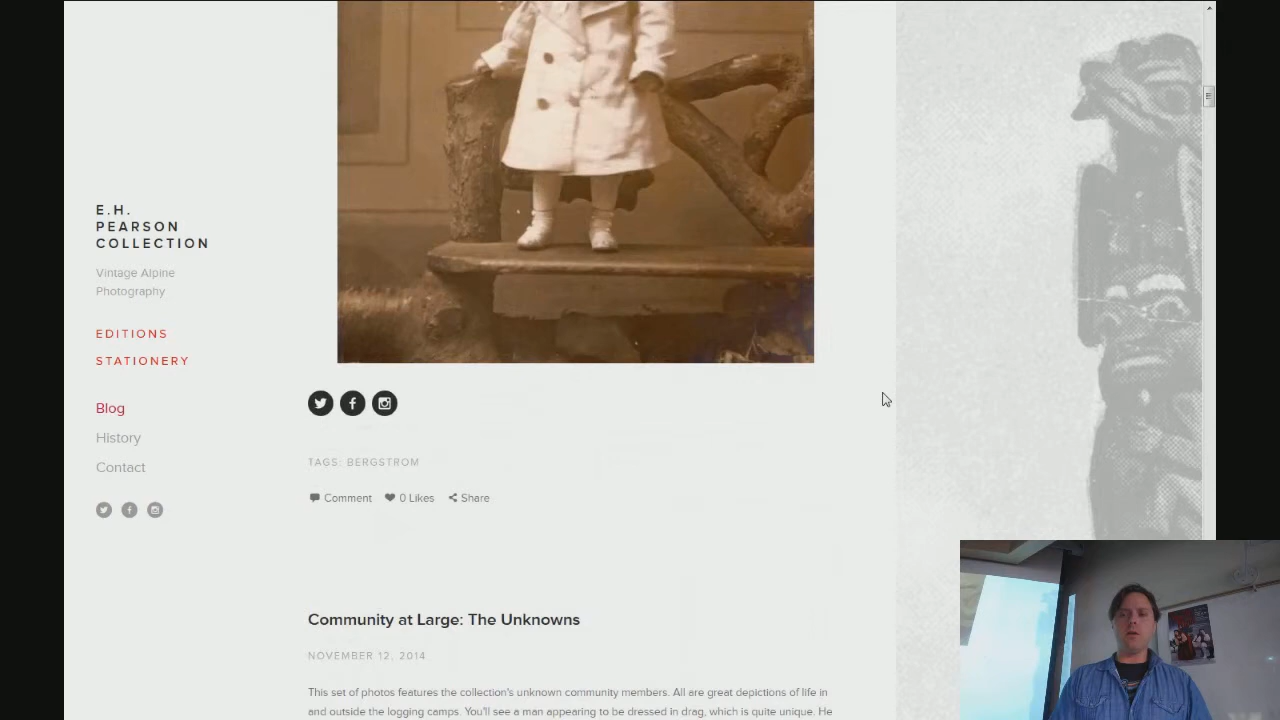 E.H.
PEARSON
COLLECTION
Vintage Alpine
Photography
EDITIONS
STATIONERY
Blog
History
Contact
TAGS: BERGSTROM
Comment 0 Likes Share
Community at Large: The Unknowns
NOVEMBER 12, 2014
This set of photos features the collection's unknown community members. All are great depictions of life in
and outside the logging camps. You'll see a man appearing to be dressed in drag, which is quite unique. He